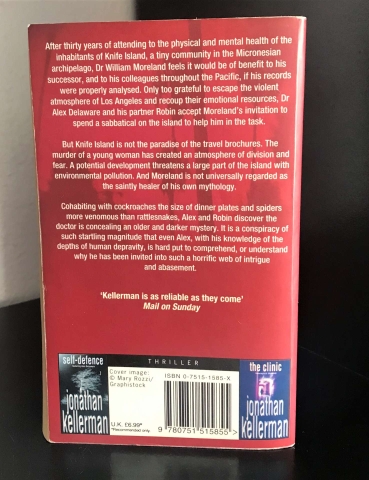 After thirty years of attending to the physical and mental health of the
inhabitants of Knife Island, a tiny community in the Micronesian
archipelago, Dr William Moreland feels it would be of benefit to his
successor, and to his colleagues throughout the Pacific, if his records
were properly analysed. Only too grateful to escape the violent
atmosphere of Los Angeles and recoup their emotional resources, Dr
Alex Delaware and his partner Robin accept Moreland's invitation to
spend a sabbatical on the island to help him in the task.
But Knife Island is not the paradise of the travel brochures. The
murder of a young woman has created an atmosphere of division and
fear. A potential development threatens a large part of the island with
environmental pollution. And Moreland is not universally regarded as
the saintly healer of his own mythology.
Cohabiting with cockroaches the size of dinner plates and spiders
more venomous than rattlesnakes, Alex and Robin discover the
doctor is concealing an older and darker mystery. It is a conspiracy of
such startling magnitude that even Alex, with his knowledge of the
depths of human depravity, is hard put to comprehend, or understand
why he has been invited into such a horrific web of intrigue
and abasement.
'Kellerman is as reliable as they come'
Mail on Sunday
THRILLER
self-defence
jonathan
kellerman
Cover image:
© Mary Rozzi/
Graphistock
U.K. £6.99*
*Recommended only.
ISBN 0-7515-1585-X
9 780751 515855 >
the clinic
jonathan
kellerman